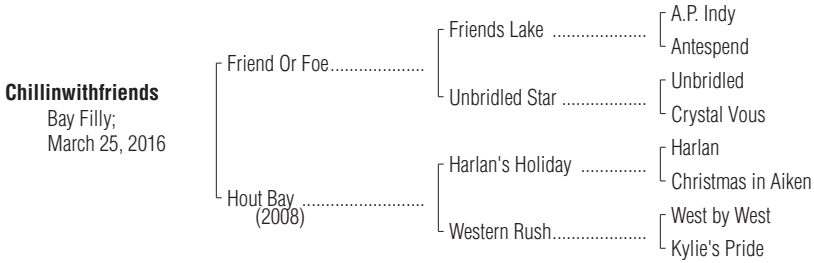 Chillinwithfriends
Bay Filly;
March 25, 2016
Friend Or Foe....................
Hout Bay ..........................
(2008)
Friends Lake ....................
Unbridled Star ..................
Harlan's Holiday ..............
Western Rush....................
A.P. Indy
Antespend
Unbridled
Crystal Vous
Harlan
Christmas in Aiken
West by West
Kylie's Pride